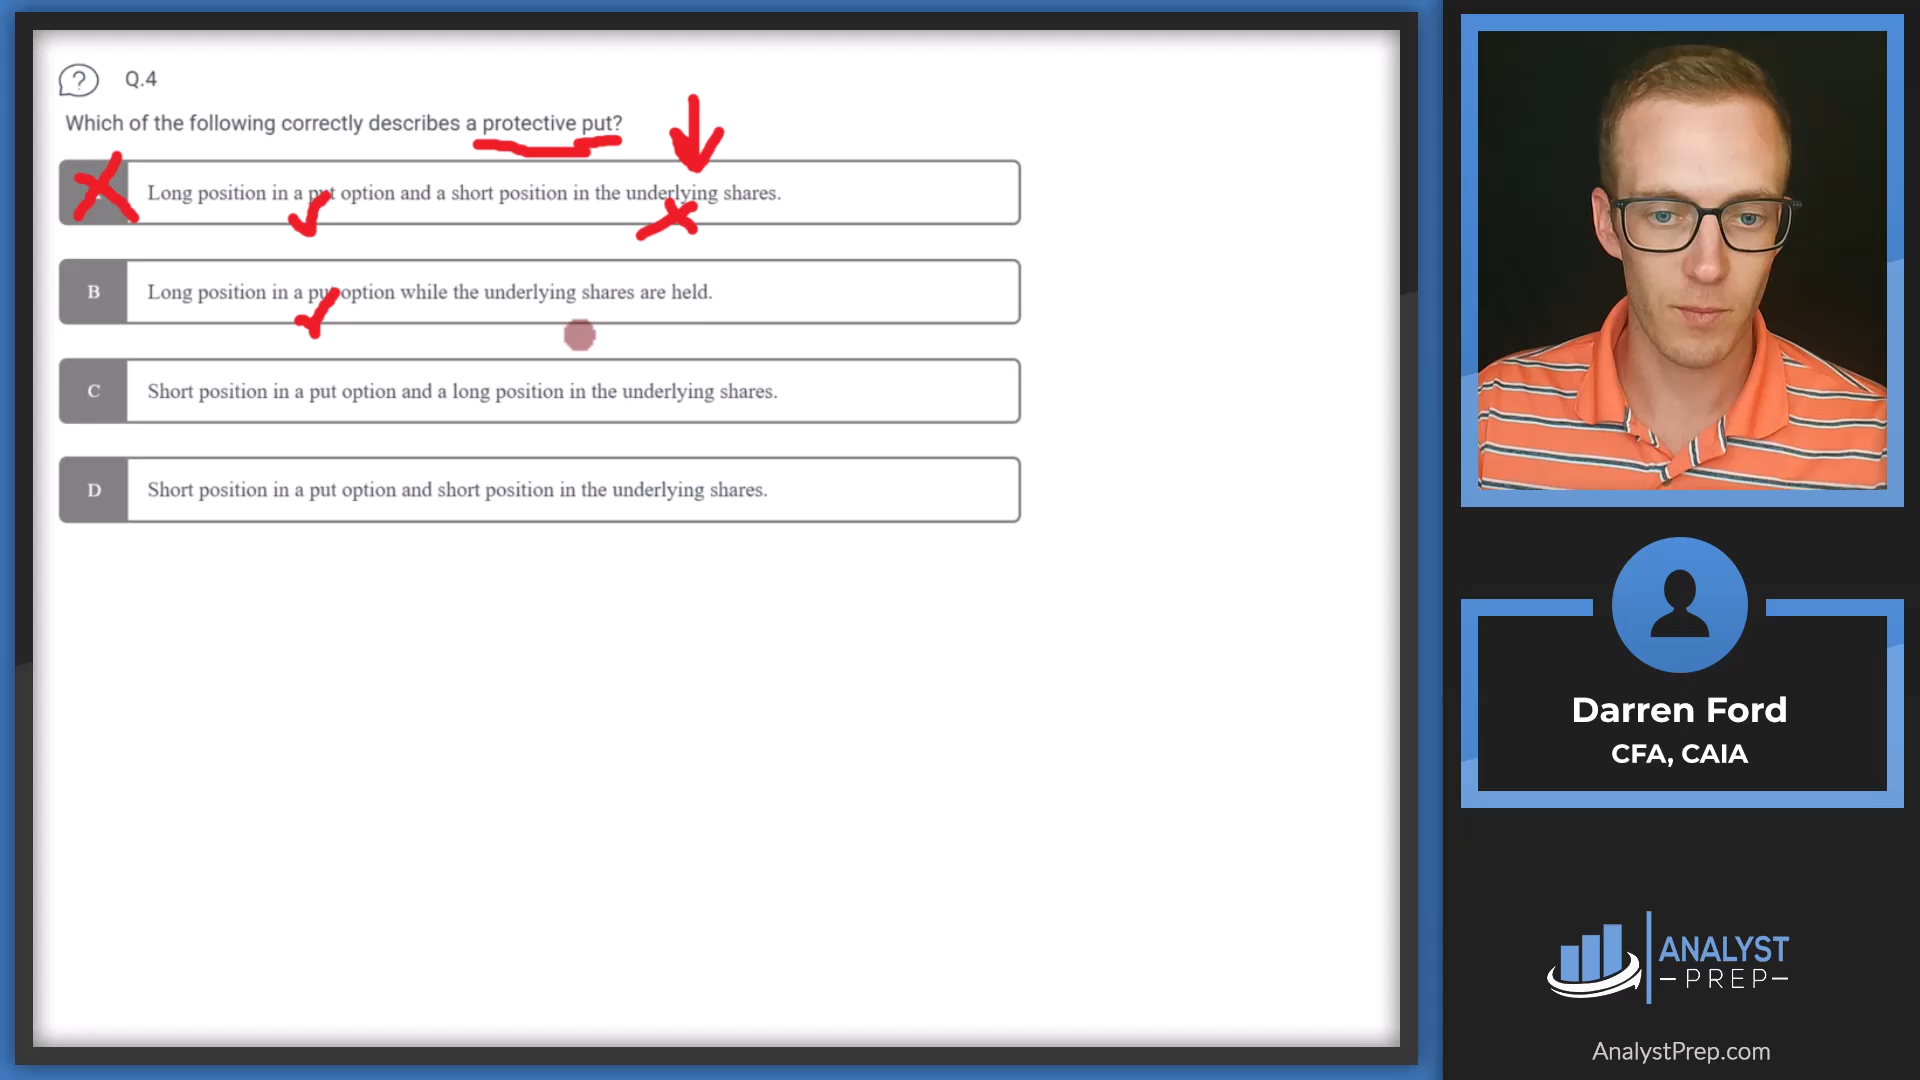 Q.4
Which of the following correctly describes a protective put?
Long position in a put option and a short position in the underlying shares.
B
Long position in a put option while the underlying shares are held.
C
Short position in a put option and a long position in the underlying shares.
D
Short position in a put option and short position in the underlying shares.
Darren Ford
CFA, CAIA
ANALYST
PREP
AnalystPrep.com